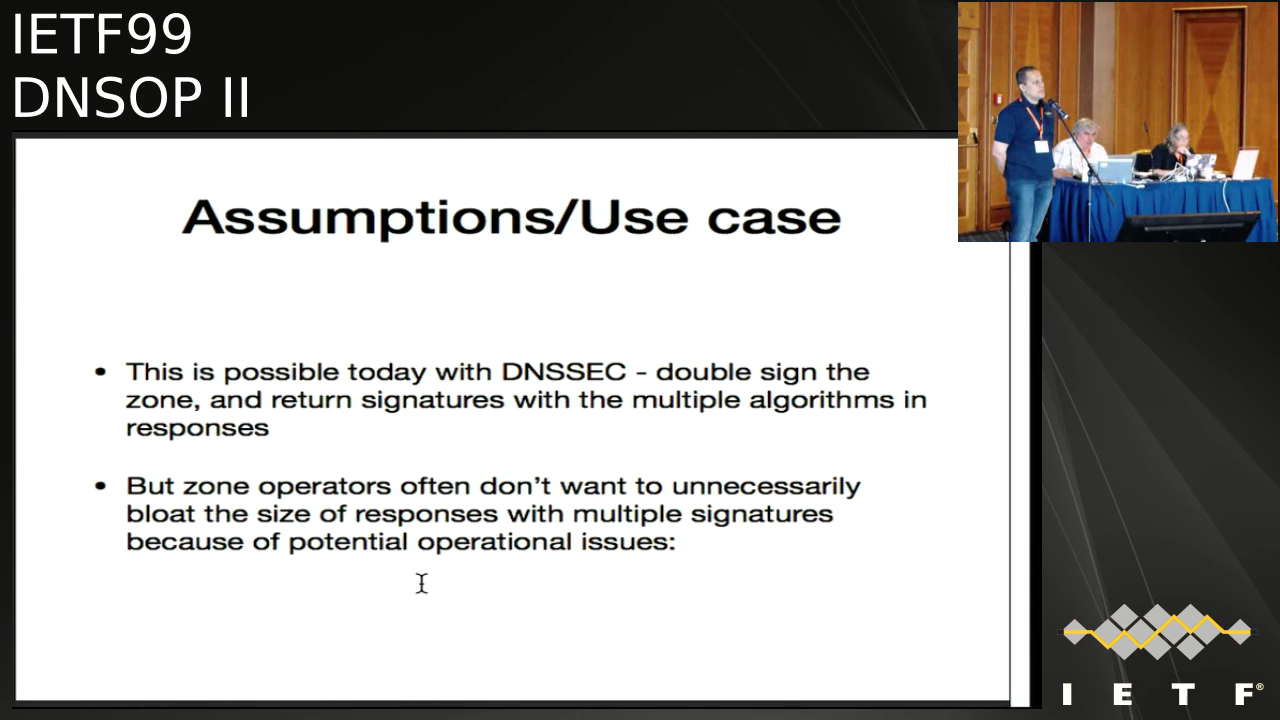 IETF99
DNSOP II
Assumptions/Use case
• This is possible today with DNSSEC - double sign the
zone, and return signatures with the multiple algorithms in
responses
• But zone operators often don't want to unnecessarily
bloat the size of responses with multiple signatures
because of potential operational issues:
I E T F®